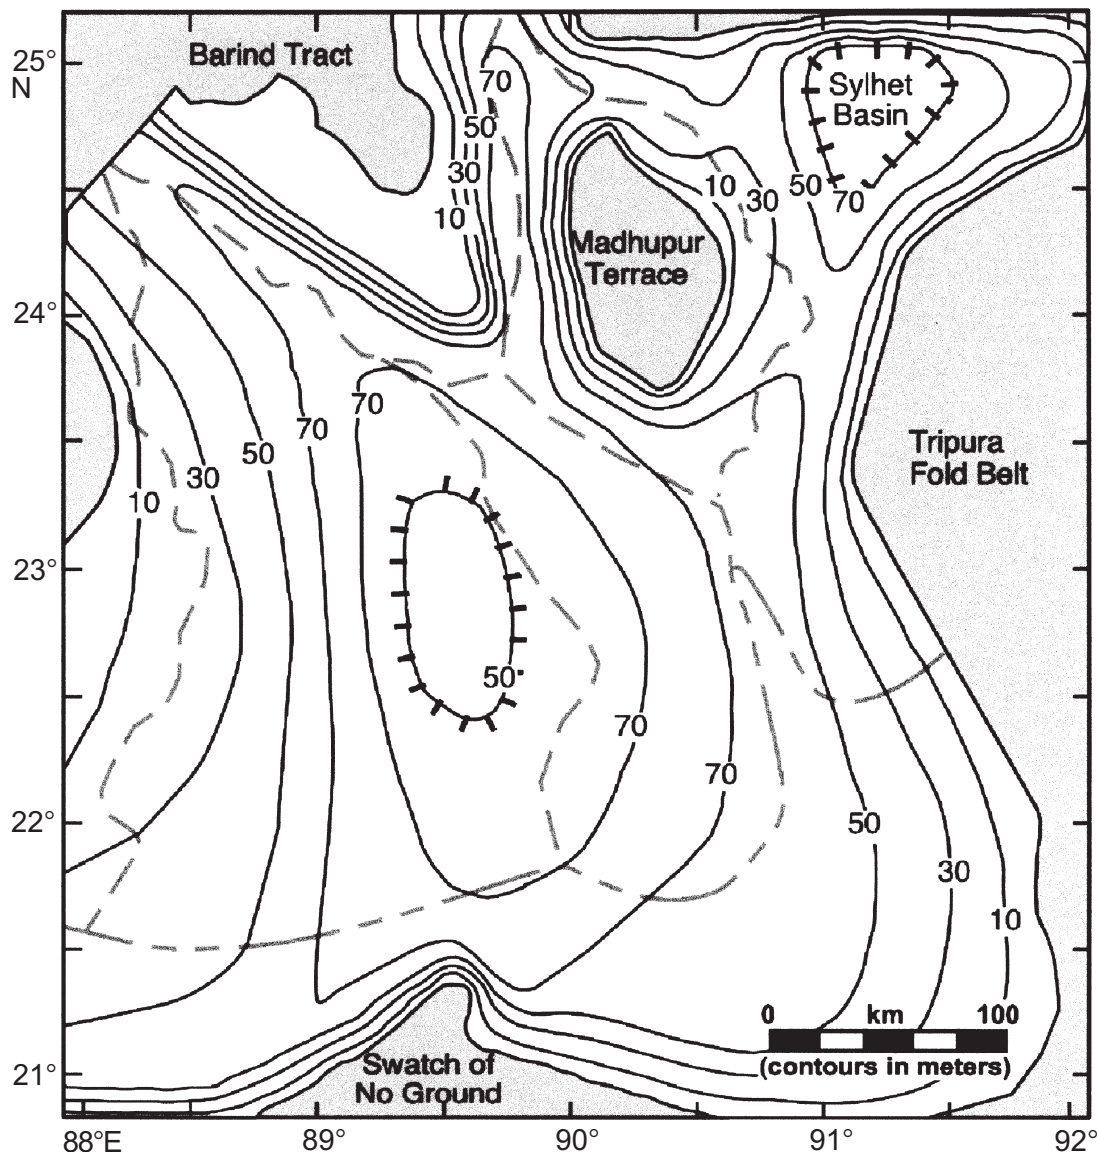 25°
N
24°
23°
22°
21°
88°E
89°
90°
91°
92°
Barind Tract
Sylhet
Basin
Madhupur
Terrace
Tripura
Fold Belt
Swatch of
No Ground
70
50
30
10
10
30
50
70
70
70
50
30
10
50
70
70
50
30
10
0 km 100
(contours in meters)